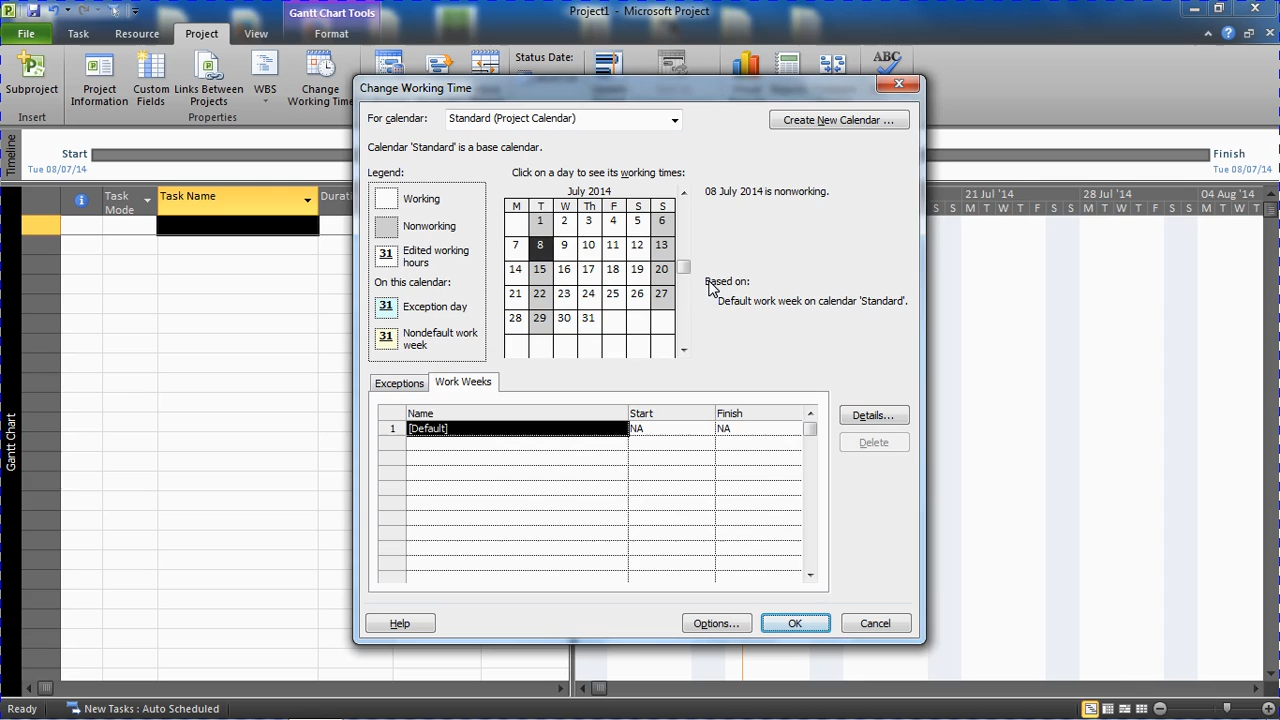 Gantt Chart Tools
Project1 - Microsoft Project
File Task Resource Project View Format
Subproject
Project Information
Custom Fields
Links Between Projects
WBS
Change Working Time
Status Date:
ABC
Insert
Properties
Timeline
Start
Tue 08/07/14
Finish
Tue 08/07/14
Task Mode
Task Name
Durati
21 Jul '14 28 Jul '14 04 Aug '14
S S M T W T F S S M T W T F S S M T W
Gantt Chart
Change Working Time
For calendar: Standard (Project Calendar)
Create New Calendar ...
Calendar 'Standard' is a base calendar.
Legend:
Working
Nonworking
31 Edited working hours
On this calendar:
31 Exception day
31 Nondefault work week
Click on a day to see its working times:
July 2014
M T W Th F S S
1 2 3 4 5 6
7 8 9 10 11 12 13
14 15 16 17 18 19 20
21 22 23 24 25 26 27
28 29 30 31
08 July 2014 is nonworking.
Based on:
Default work week on calendar 'Standard'.
Exceptions Work Weeks
Name Start Finish
1 [Default] NA NA
Details...
Delete
Help
Options...
OK
Cancel
Ready
New Tasks : Auto Scheduled